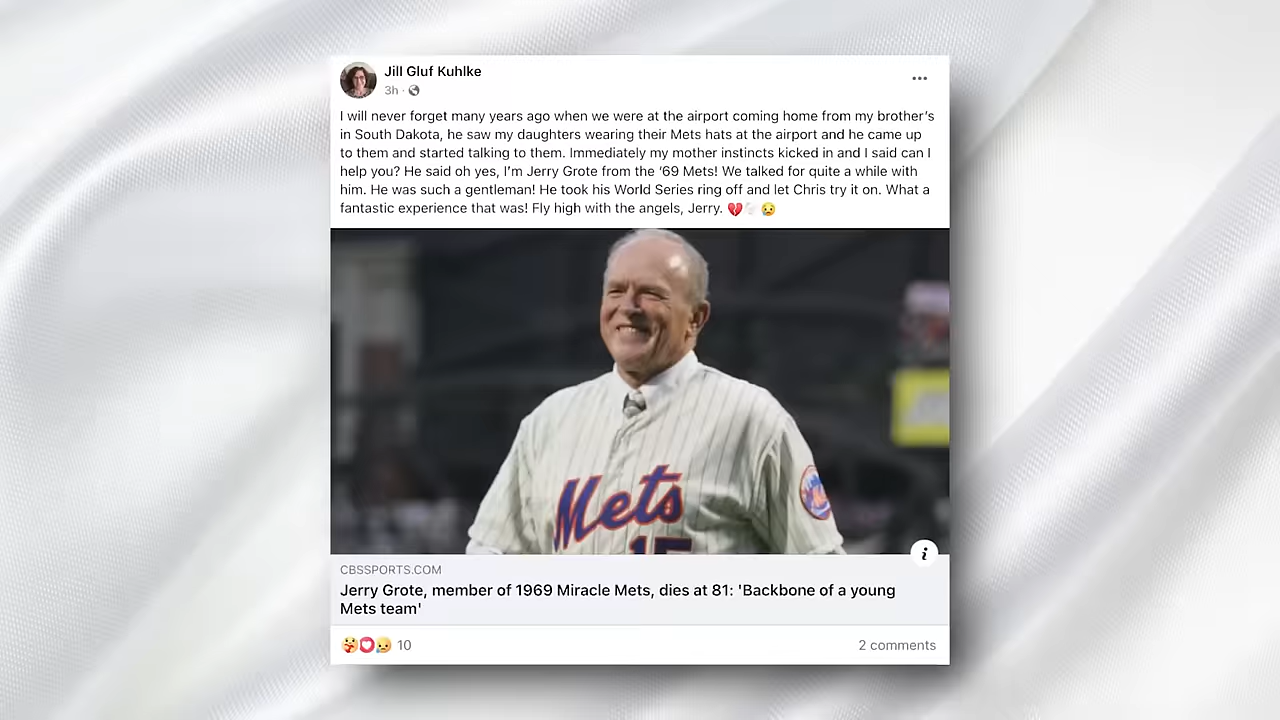 Jill Gluf Kuhlke
3h ·
I will never forget many years ago when we were at the airport coming home from my brother's
in South Dakota, he saw my daughters wearing their Mets hats at the airport and he came up
to them and started talking to them. Immediately my mother instincts kicked in and I said can I
help you? He said oh yes, I'm Jerry Grote from the '69 Mets! We talked for quite a while with
him. He was such a gentleman! He took his World Series ring off and let Chris try it on. What a
fantastic experience that was! Fly high with the angels, Jerry. 💔🤍😥
Mets
15
CBSSPORTS.COM
Jerry Grote, member of 1969 Miracle Mets, dies at 81: 'Backbone of a young
Mets team'
10
2 comments